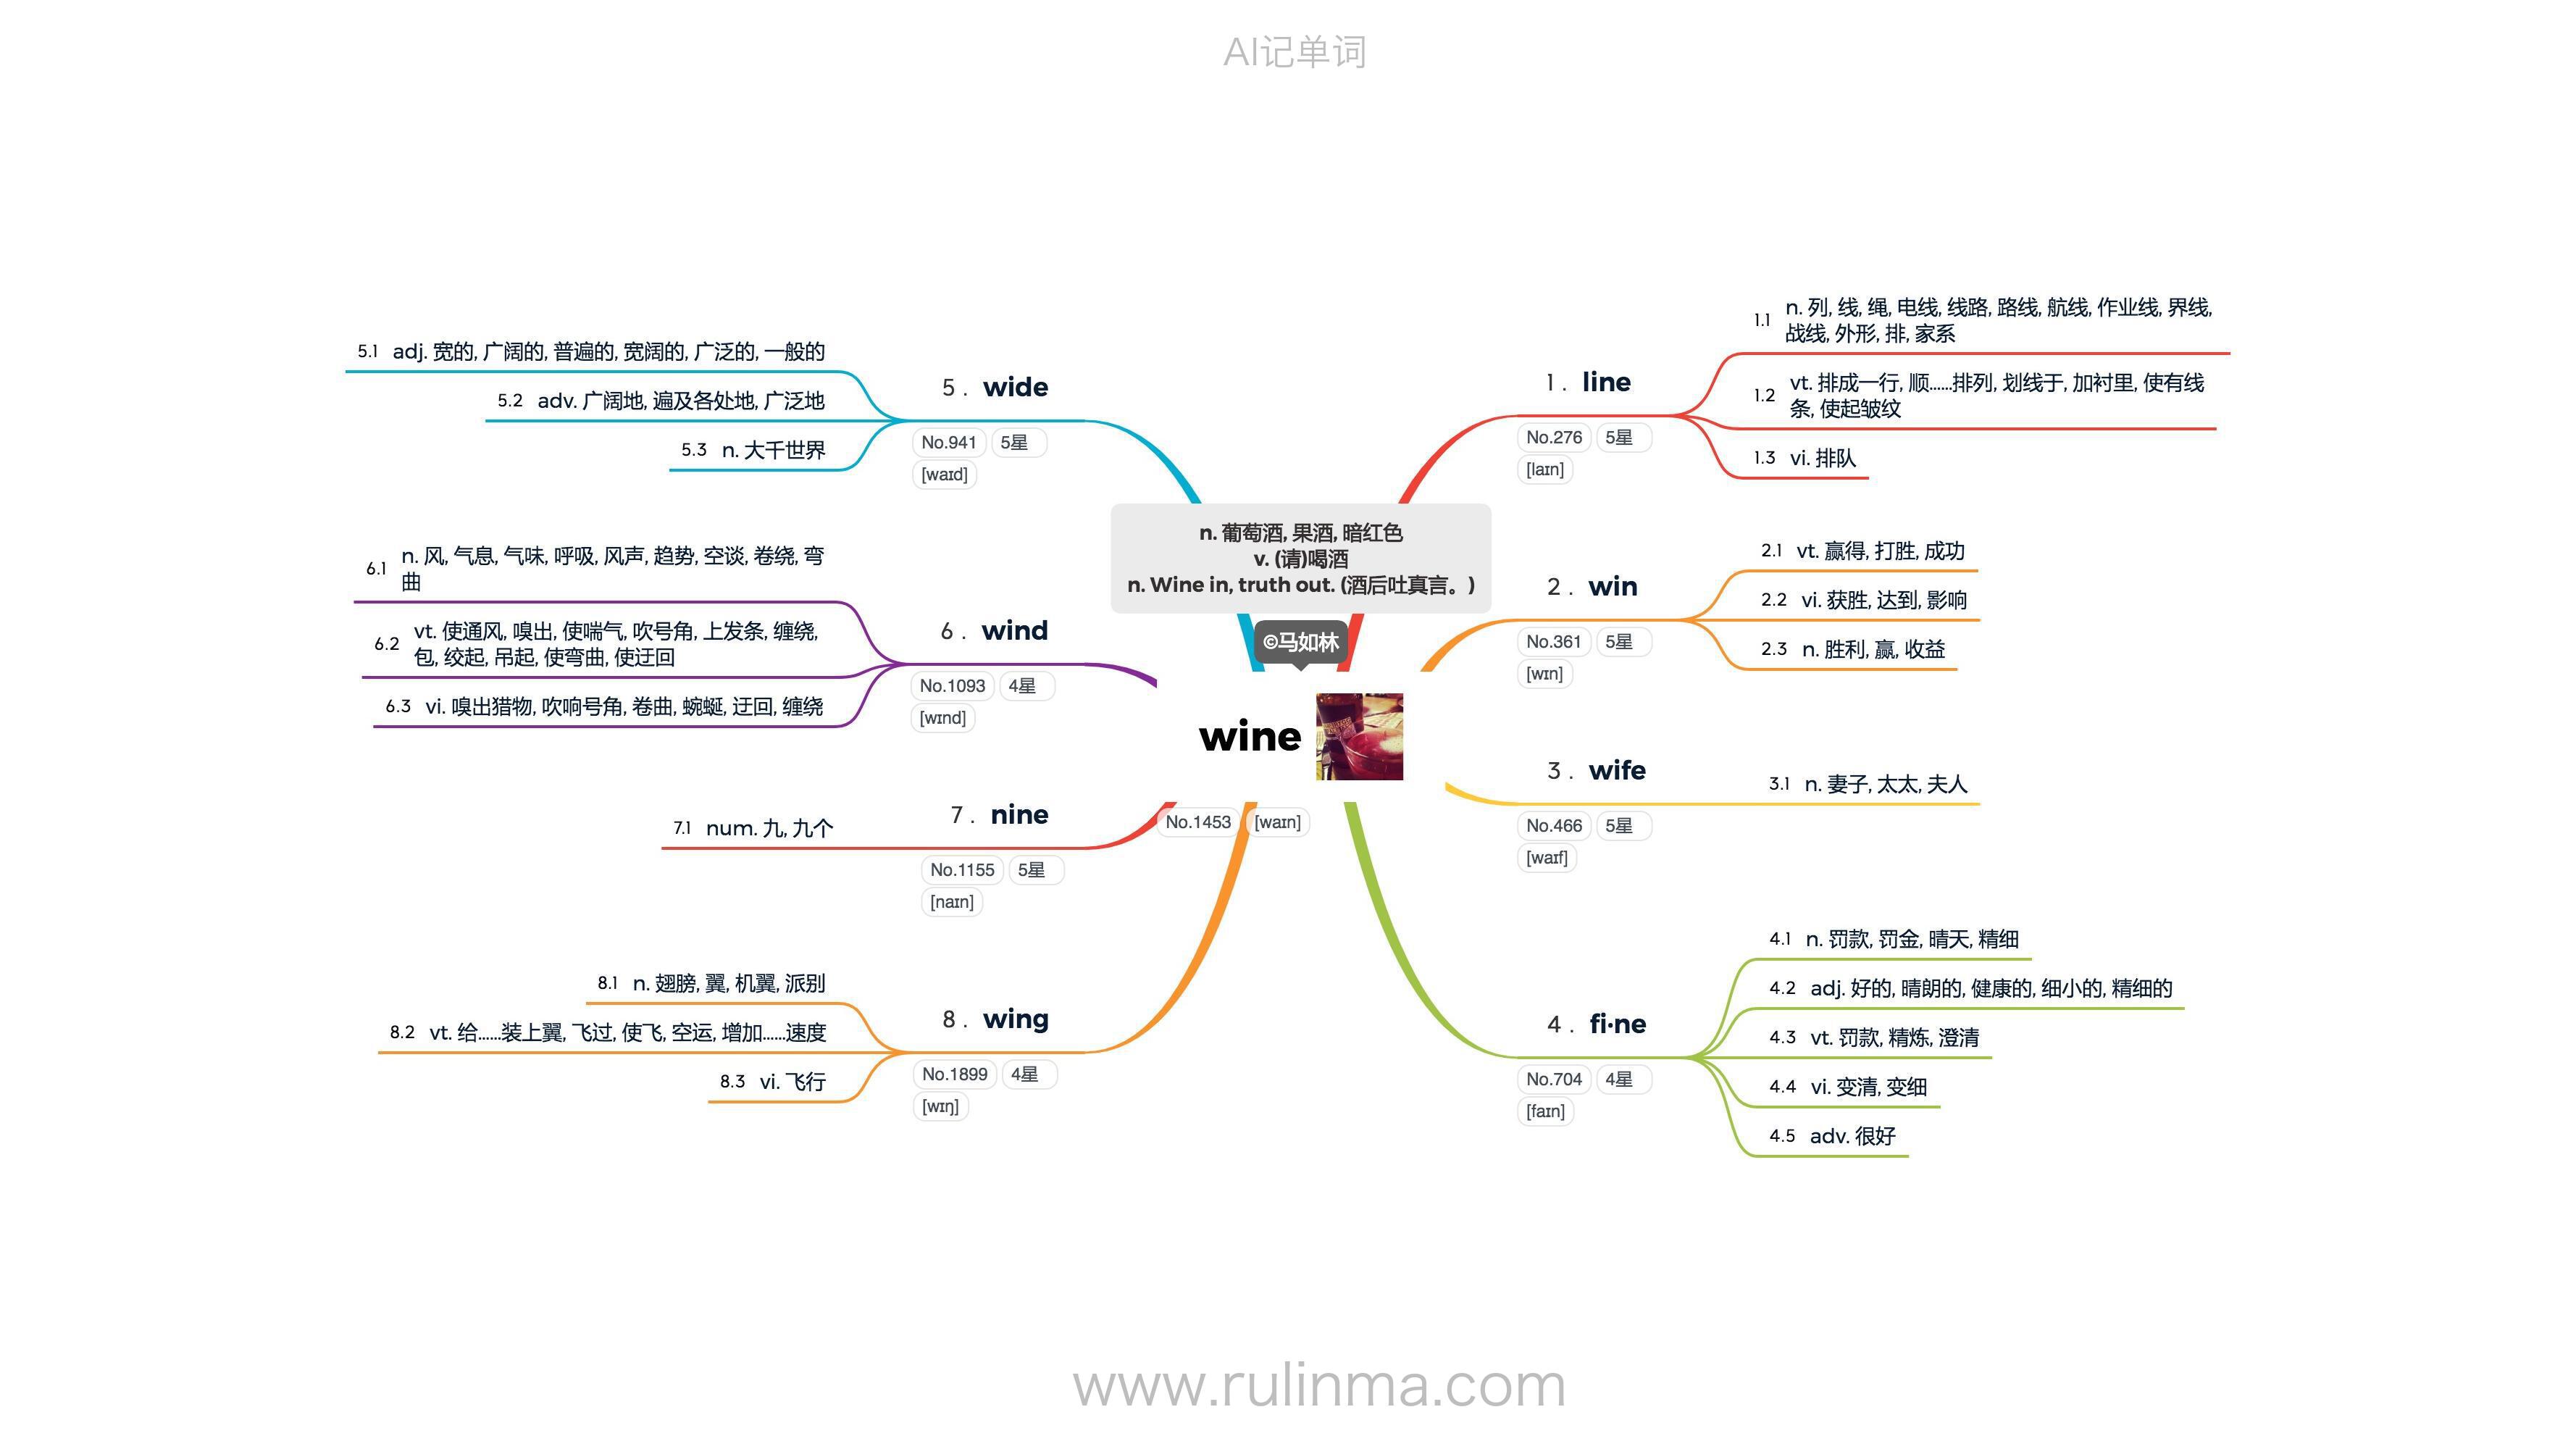 AI记单词
n. 葡萄酒, 果酒, 暗红色
v. (请)喝酒
n. Wine in, truth out. (酒后吐真言。)
©马如林
wine
No.1453 [waɪn]
1 . line
No.276 5星
[laɪn]
1.1 n. 列, 线, 绳, 电线, 线路, 路线, 航线, 作业线, 界线,
战线, 外形, 排, 家系
1.2 vt. 排成一行, 顺......排列, 划线于, 加衬里, 使有线
条, 使起皱纹
1.3 vi. 排队
2 . win
No.361 5星
[wɪn]
2.1 vt. 赢得, 打胜, 成功
2.2 vi. 获胜, 达到, 影响
2.3 n. 胜利, 赢, 收益
3 . wife
No.466 5星
[waɪf]
3.1 n. 妻子, 太太, 夫人
4 . fi·ne
No.704 4星
[faɪn]
4.1 n. 罚款, 罚金, 晴天, 精细
4.2 adj. 好的, 晴朗的, 健康的, 细小的, 精细的
4.3 vt. 罚款, 精炼, 澄清
4.4 vi. 变清, 变细
4.5 adv. 很好
5 . wide
No.941 5星
[waɪd]
5.1 adj. 宽的, 广阔的, 普遍的, 宽阔的, 广泛的, 一般的
5.2 adv. 广阔地, 遍及各处地, 广泛地
5.3 n. 大千世界
6 . wind
No.1093 4星
[wɪnd]
6.1 n. 风, 气息, 气味, 呼吸, 风声, 趋势, 空谈, 卷绕, 弯
曲
6.2 vt. 使通风, 嗅出, 使喘气, 吹号角, 上发条, 缠绕,
包, 绞起, 吊起, 使弯曲, 使迂回
6.3 vi. 嗅出猎物, 吹响号角, 卷曲, 蜿蜒, 迂回, 缠绕
7 . nine
No.1155 5星
[naɪn]
7.1 num. 九, 九个
8 . wing
No.1899 4星
[wɪŋ]
8.1 n. 翅膀, 翼, 机翼, 派别
8.2 vt. 给......装上翼, 飞过, 使飞, 空运, 增加......速度
8.3 vi. 飞行
www.rulinma.com